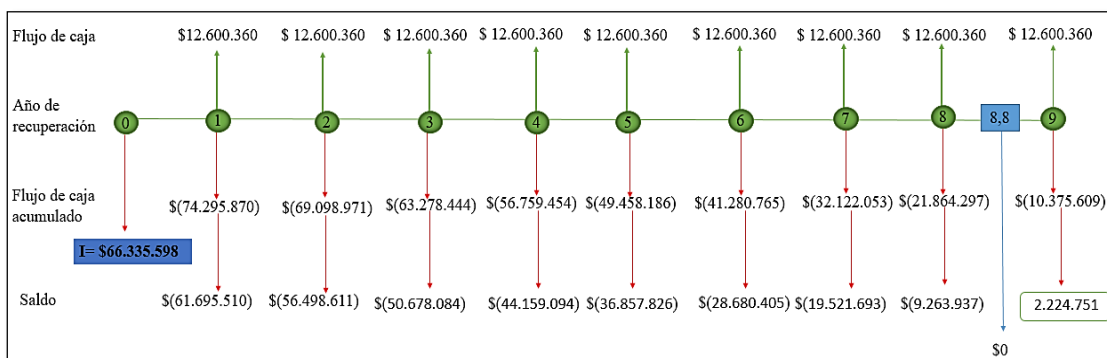 Flujo de caja $12.600.360 $ 12.600.360 $ 12.600.360 $ 12.600.360 $ 12.600.360 $ 12.600.360 $ 12.600.360 $ 12.600.360 $ 12.600.360
Año de
recuperación 0 1 2 3 4 5 6 7 8 8,8 9
Flujo de caja
acumulado $(74.295.870) $(69.098.971) $(63.278.444) $(56.759.454) $(49.458.186) $(41.280.765) $(32.122.053) $(21.864.297) $(10.375.609)
I= $66.335.598
Saldo $(61.695.510) $(56.498.611) $(50.678.084) $(44.159.094) $(36.857.826) $(28.680.405) $(19.521.693) $(9.263.937) 2.224.751
$0